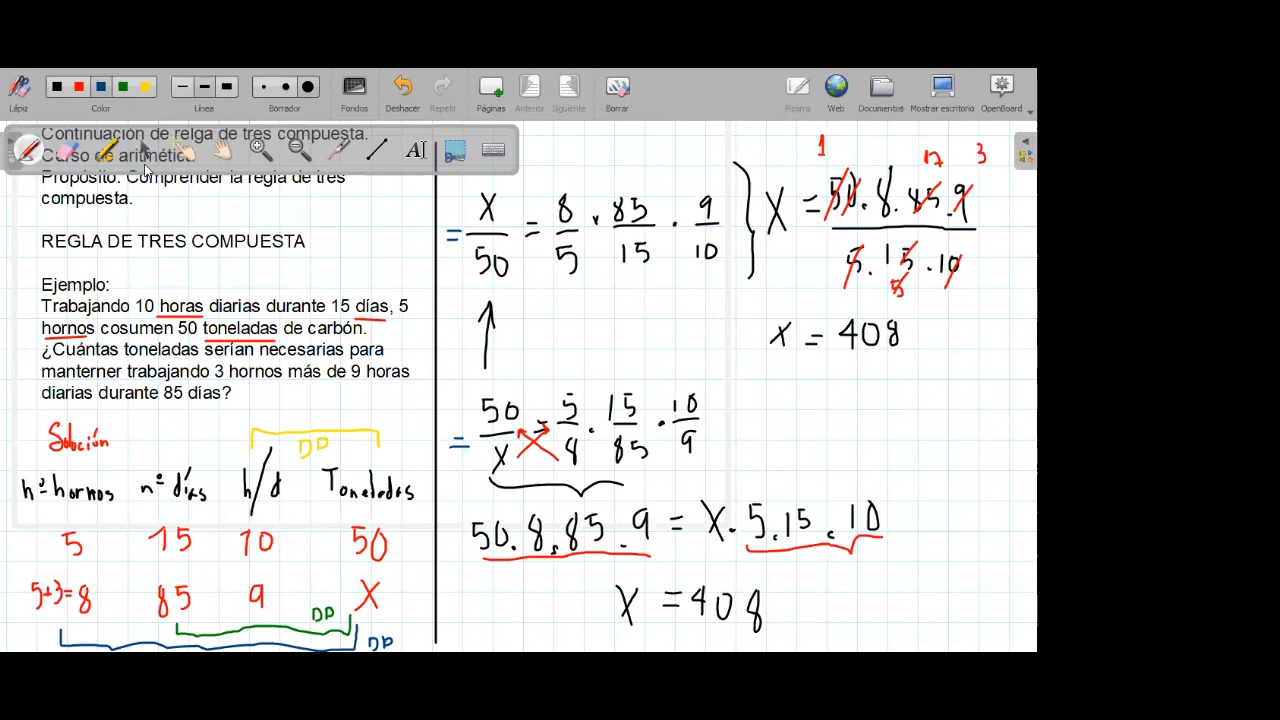 Lápiz Color Línea Borrador Fondos Deshacer Repetir Páginas Anterior Siguiente Borrar Pizarra Web Documentos Mostrar escritorio OpenBoard
Continuación de relga de tres compuesta.
Curso de aritmética.
Propósito: Comprender la regla de tres
compuesta.
REGLA DE TRES COMPUESTA
Ejemplo:
Trabajando 10 horas diarias durante 15 días, 5
hornos cosumen 50 toneladas de carbón.
¿Cuántas toneladas serían necesarias para
manterner trabajando 3 hornos más de 9 horas
diarias durante 85 días?
Solución
DP
nº hornos nº días h/d Toneladas
5 15 10 50
5+3=8 85 9 X
DP
DP
= X/50 = 8/5 . 85/15 . 9/10
= 50/X = 5/8 . 15/85 . 10/9
50.8.85.9 = X.5.15.10
X = 408
1 17 3
X = 50.8.85.9
5.15.10
5
X = 408